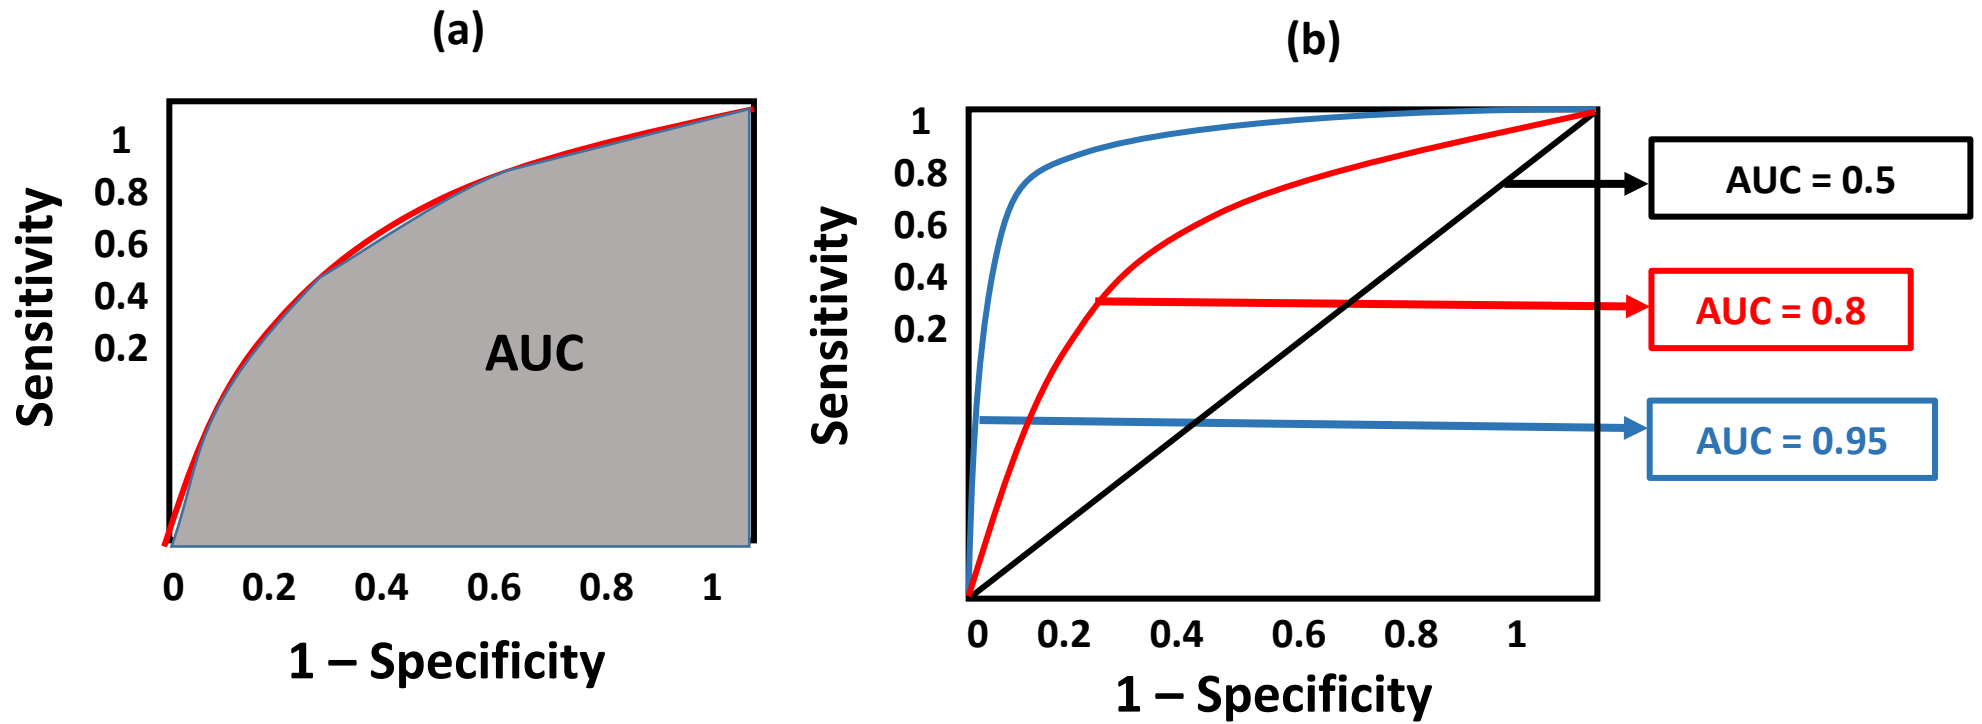 (a)
Sensitivity
1
0.8
0.6
0.4
0.2
AUC
0 0.2 0.4 0.6 0.8 1
1 – Specificity
(b)
Sensitivity
1
0.8
0.6
0.4
0.2
0 0.2 0.4 0.6 0.8 1
1 – Specificity
AUC = 0.5
AUC = 0.8
AUC = 0.95